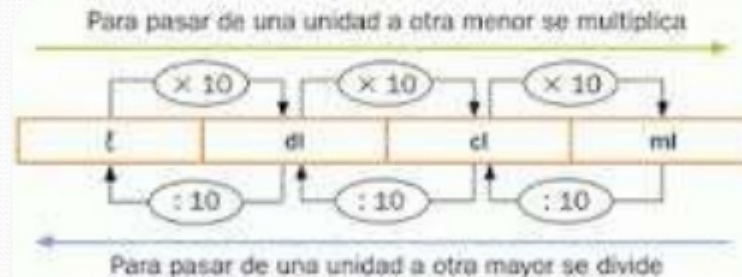 Para pasar de una unidad a otra menor se multiplica
× 10 × 10 × 10
ℓ dl cl ml
: 10 : 10 : 10
Para pasar de una unidad a otra mayor se divide